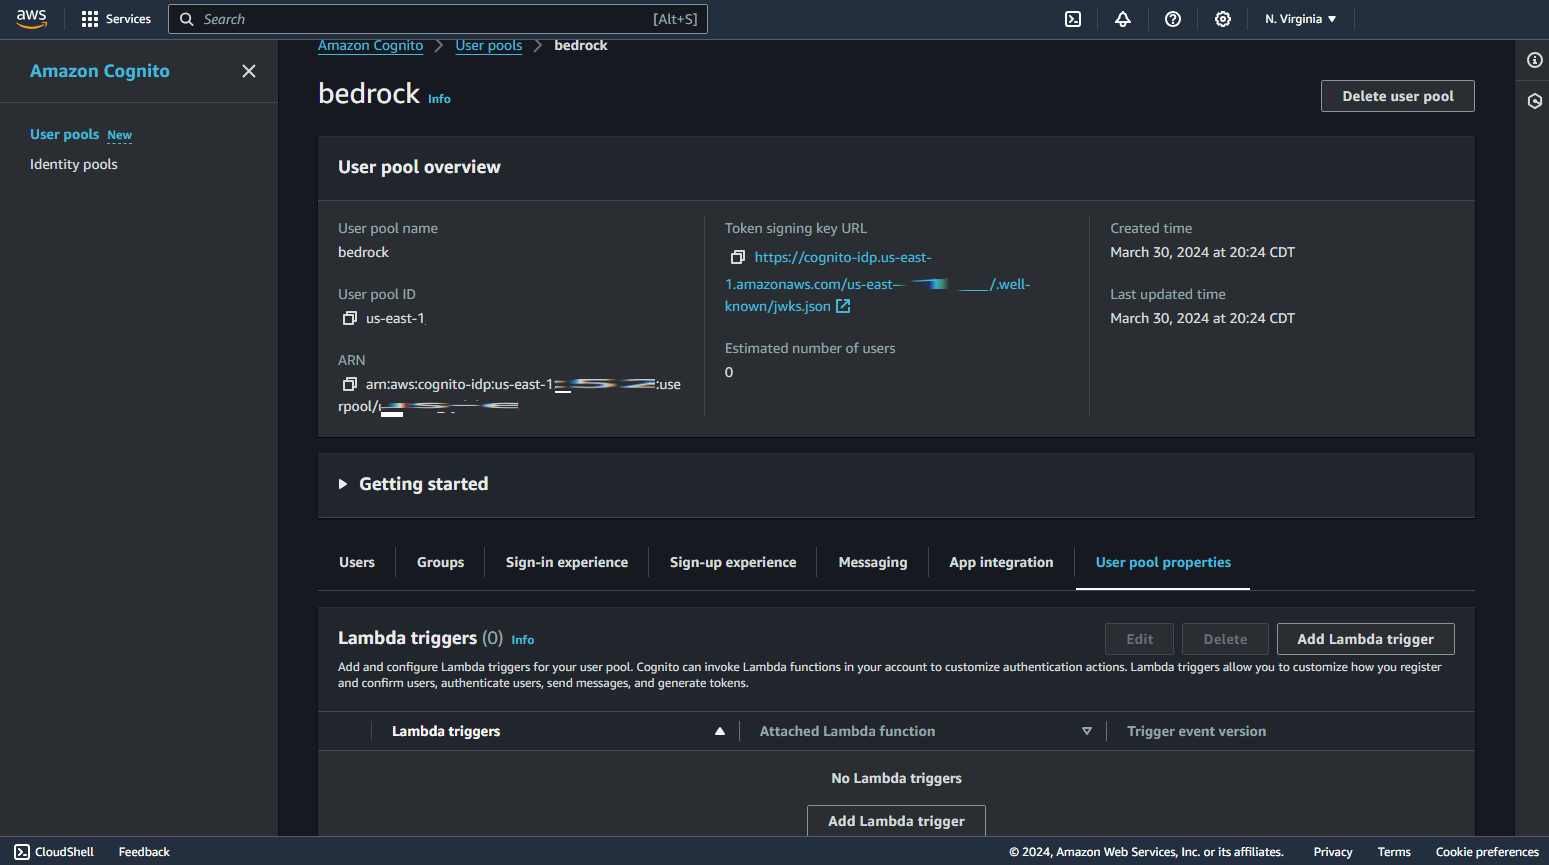 aws
Services
Search
[Alt+S]
N. Virginia
Amazon Cognito
User pools New
Identity pools
Amazon Cognito User pools bedrock
bedrock Info
Delete user pool
User pool overview
User pool name
bedrock
User pool ID
us-east-1
ARN
arn:aws:cognito-idp:us-east-1 :use
rpool/
Token signing key URL
https://cognito-idp.us-east-
1.amazonaws.com/us-east- /.well-
known/jwks.json
Estimated number of users
0
Created time
March 30, 2024 at 20:24 CDT
Last updated time
March 30, 2024 at 20:24 CDT
Getting started
Users Groups Sign-in experience Sign-up experience Messaging App integration User pool properties
Lambda triggers (0) Info
Edit Delete Add Lambda trigger
Add and configure Lambda triggers for your user pool. Cognito can invoke Lambda functions in your account to customize authentication actions. Lambda triggers allow you to customize how you register
and confirm users, authenticate users, send messages, and generate tokens.
Lambda triggers Attached Lambda function Trigger event version
No Lambda triggers
Add Lambda trigger
CloudShell Feedback © 2024, Amazon Web Services, Inc. or its affiliates. Privacy Terms Cookie preferences